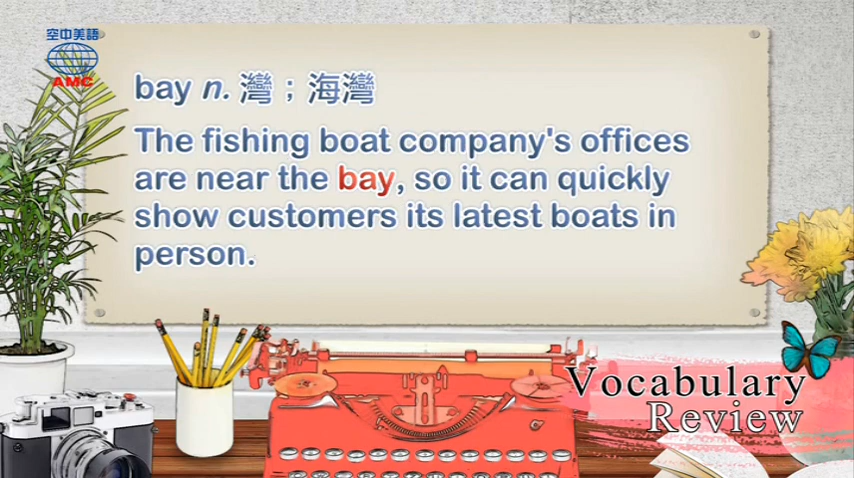 空中美語
AMC
bay n. 灣；海灣
The fishing boat company's offices
are near the bay, so it can quickly
show customers its latest boats in
person.
Vocabulary
Review